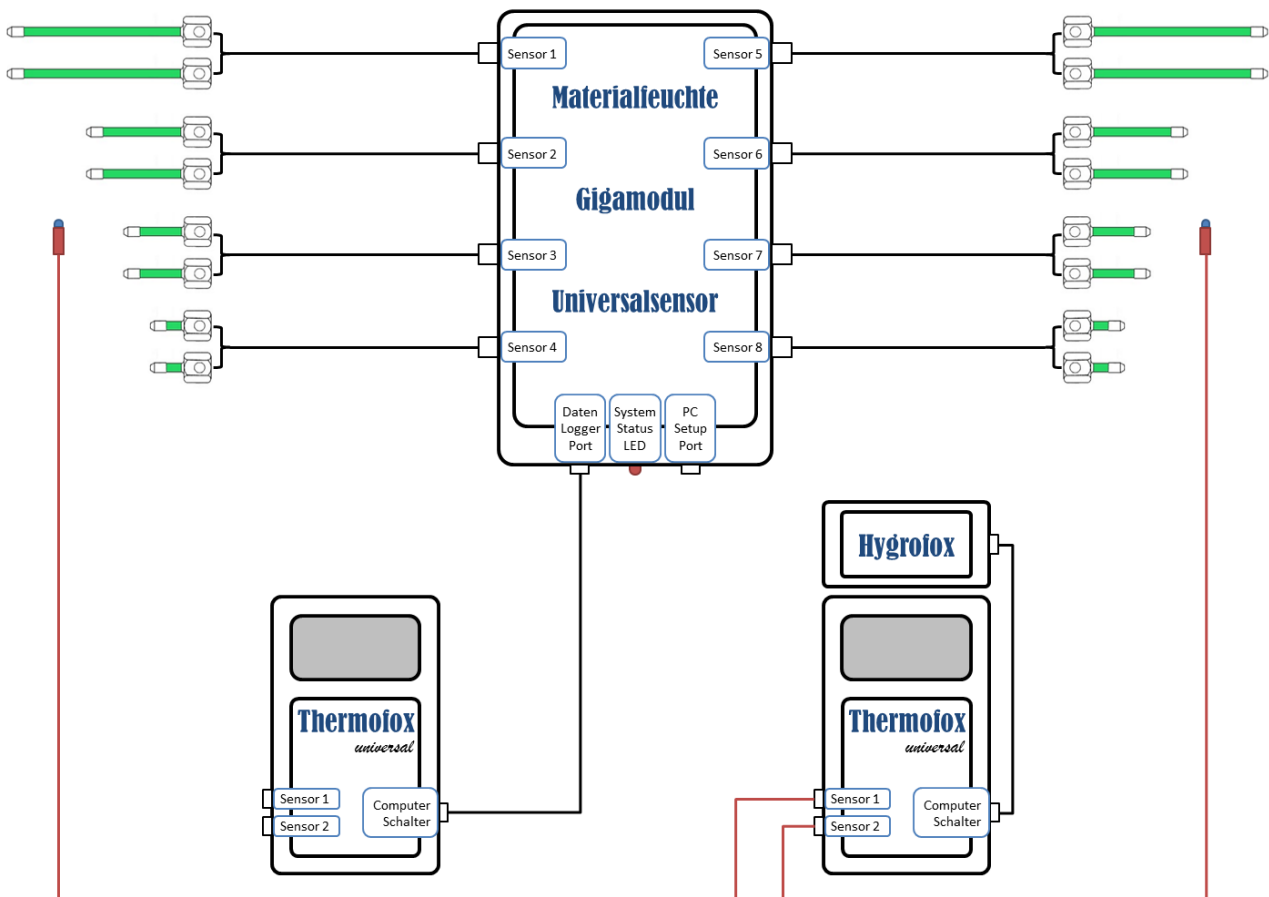 Sensor 1
Sensor 5
Materialfeuchte
Sensor 2
Sensor 6
Gigamodul
Sensor 3
Sensor 7
Universalsensor
Sensor 4
Sensor 8
Daten
Logger
Port
System
Status
LED
PC
Setup
Port
Hygrofox
Thermofox
universal
Sensor 1
Sensor 2
Computer
Schalter
Thermofox
universal
Sensor 1
Sensor 2
Computer
Schalter